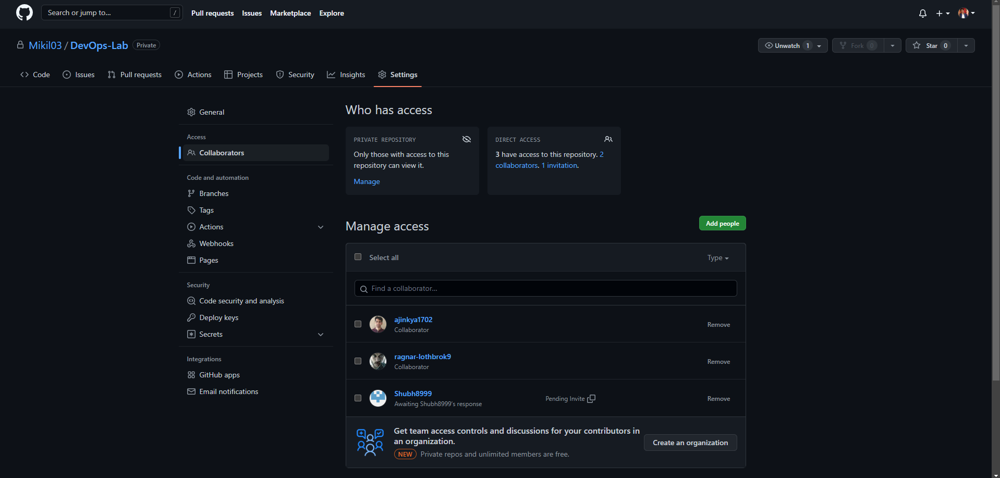 Search or jump to... /
Pull requests Issues Marketplace Explore
Mikil03 / DevOps-Lab Private
Unwatch 1 Fork 0 Star 0
Code Issues Pull requests Actions Projects Security Insights Settings
General
Access
Collaborators
Code and automation
Branches
Tags
Actions
Webhooks
Pages
Security
Code security and analysis
Deploy keys
Secrets
Integrations
GitHub apps
Email notifications
Who has access
PRIVATE REPOSITORY
Only those with access to this
repository can view it.
Manage
DIRECT ACCESS
3 have access to this repository. 2
collaborators. 1 invitation.
Manage access
Add people
Select all Type
Find a collaborator...
ajinkya1702
Collaborator
Remove
ragnar-lothbrok9
Collaborator
Remove
Shubh8999
Awaiting Shubh8999's response
Pending Invite
Remove
Get team access controls and discussions for your contributors in
an organization.
NEW Private repos and unlimited members are free.
Create an organization